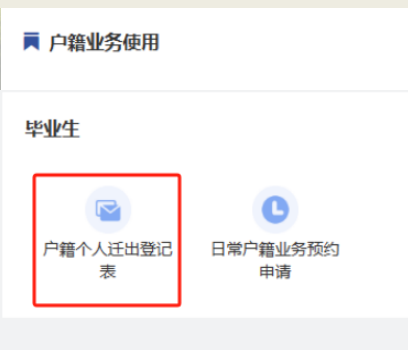 户籍业务使用
毕业生
户籍个人迁出登记
表
日常户籍业务预约
申请